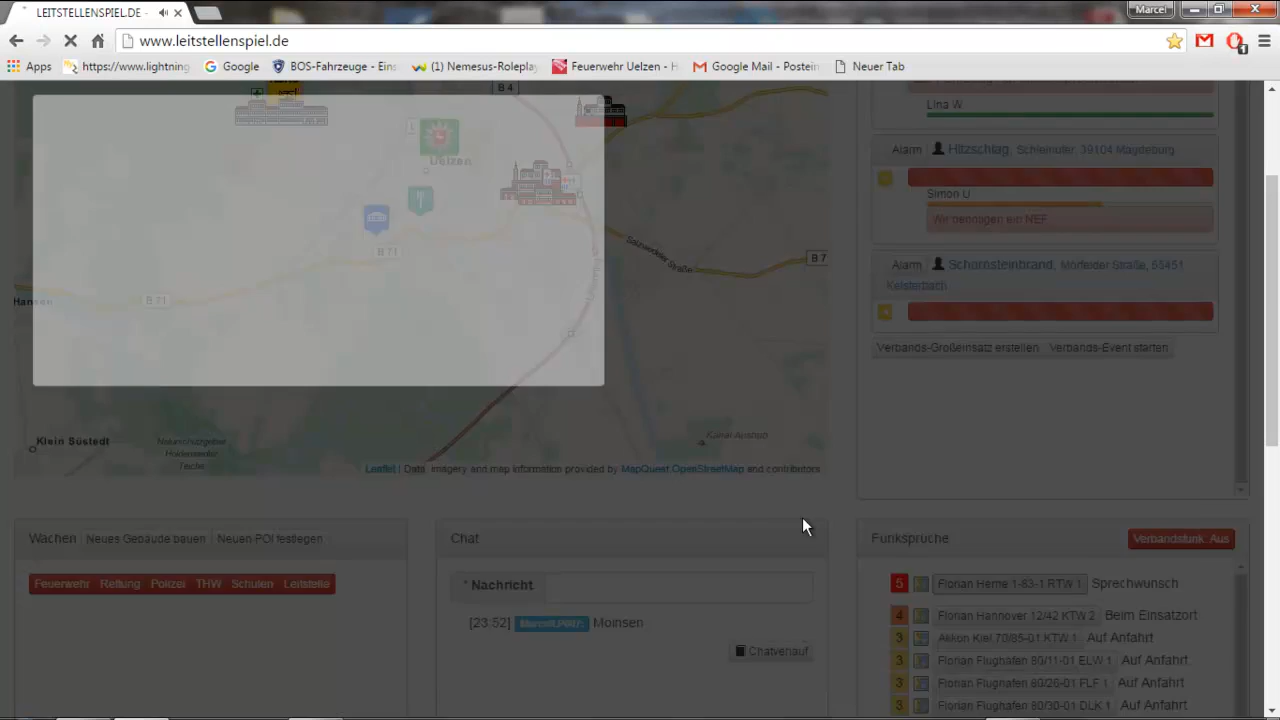 LEITSTELLENSPIEL.DE -
Marcel
www.leitstellenspiel.de
Apps https://www.lightning Google BOS-Fahrzeuge - Eins (1) Nemesus-Roleplay Feuerwehr Uelzen - H Google Mail - Postein Neuer Tab
B 4
Uelzen
B 71
Salzwedeler Straße
B 7
Hansen
B 71
Klein Süstedt
Leaflet | Data, imagery and map information provided by MapQuest OpenStreetMap and contributors
Lina W.
Alarm Hitzschlag, Schleinufer, 39104 Magdeburg
Simon U
Wir benötigen ein NEF.
Alarm Schornsteinbrand, Mörfelder Straße, 65451
Kelsterbach
Verbands-Großeinsatz erstellen Verbands-Event starten
Wachen Neues Gebäude bauen Neuen POI festlegen
Feuerwehr Rettung Polizei THW Schulen Leitstelle
Chat
* Nachricht
[23:52] Moinsen
Chatverlauf
Funksprüche Verbandsfunk Aus
5 Florian Herne 1-83-1 RTW 1 Sprechwunsch
4 Florian Hannover 12/42 KTW 2 Beim Einsatzort
3 Akkon Kiel 70/85-01 KTW 1 Auf Anfahrt
3 Florian Flughafen 80/11-01 ELW 1 Auf Anfahrt
3 Florian Flughafen 80/26-01 FLF 1 Auf Anfahrt
3 Florian Flughafen 80/30-01 DLK 1 Auf Anfahrt